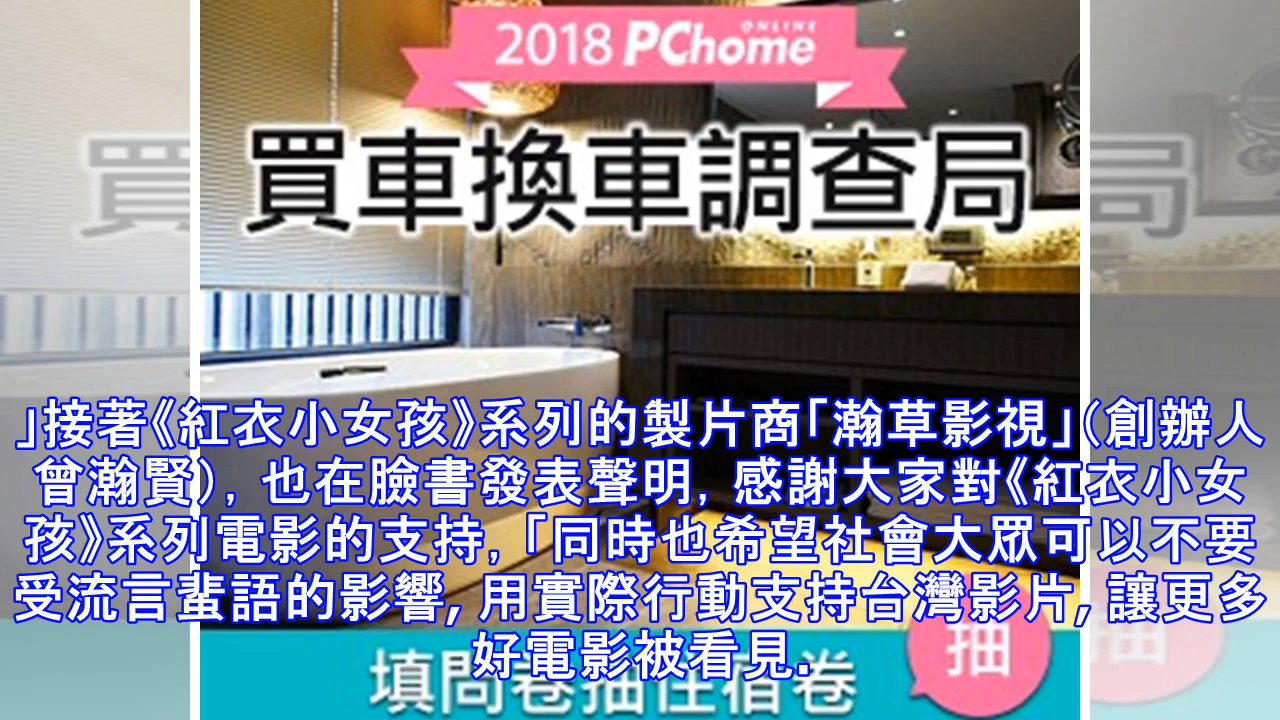 2018 PChome ONLINE
買車換車調查局
」接著《紅衣小女孩》系列的製片商「瀚草影視」（創辦人
曾瀚賢），也在臉書發表聲明，感謝大家對《紅衣小女
孩》系列電影的支持，「同時也希望社會大眾可以不要
受流言蜚語的影響，用實際行動支持台灣影片，讓更多
好電影被看見.
抽
填問卷抽住宿卷
買
局
抽